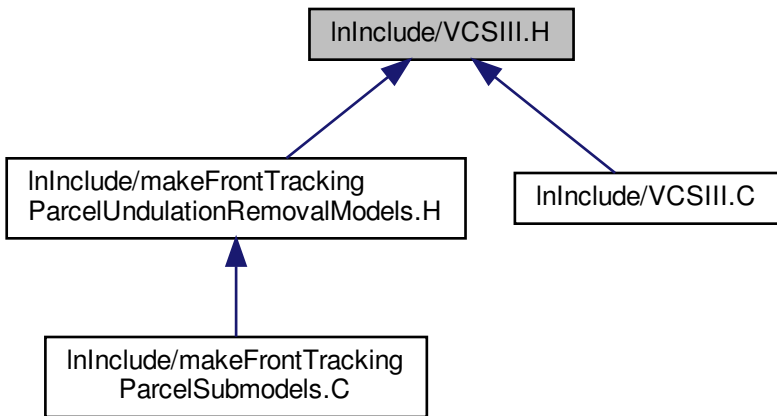 lnInclude/VCSIII.H
lnInclude/makeFrontTracking
ParcelUndulationRemovalModels.H
lnInclude/VCSIII.C
lnInclude/makeFrontTracking
ParcelSubmodels.C